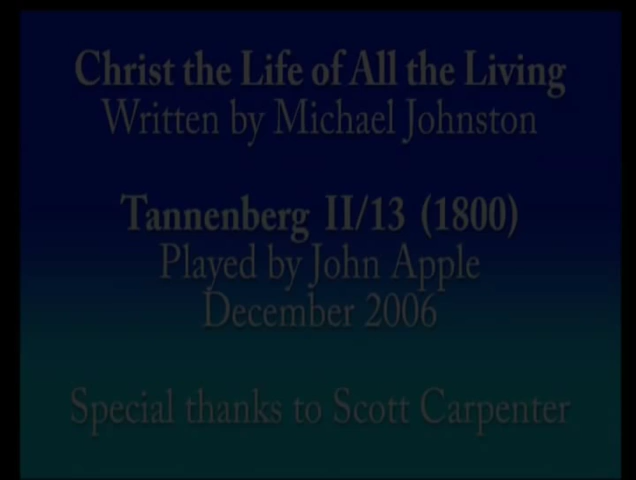 Christ the Life of All the Living
Written by Michael Johnston
Tannenberg II/13 (1800)
Played by John Apple
December 2006
Special thanks to Scott Carpenter